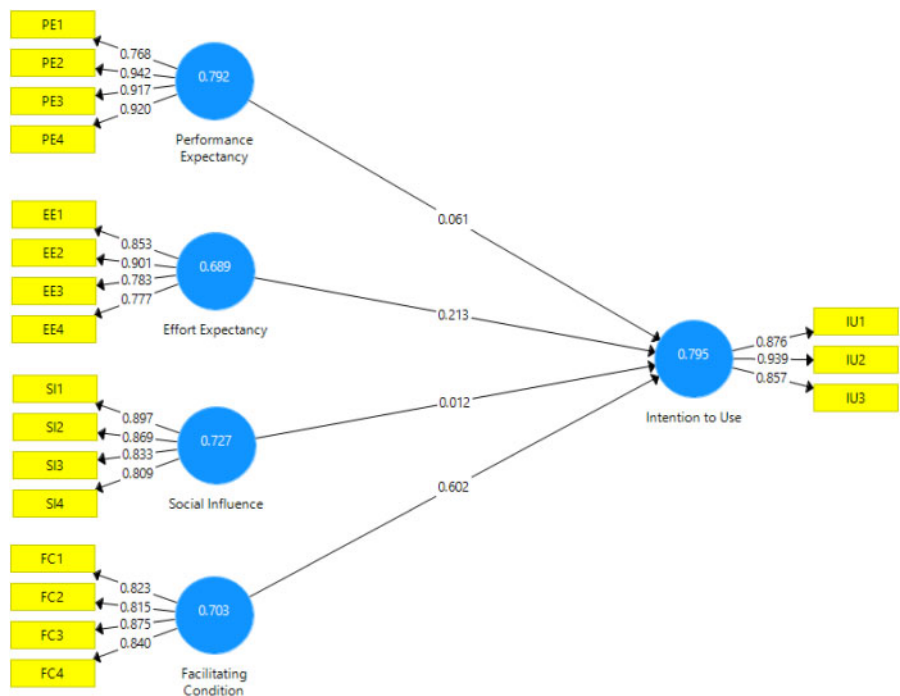 PE1
0.768
PE2
0.942
PE3
0.917
PE4
0.920
0.792
Performance
Expectancy
0.061
EE1
0.853
EE2
0.901
EE3
0.783
EE4
0.777
0.689
Effort Expectancy
0.213
SI1
0.897
SI2
0.869
SI3
0.833
SI4
0.809
0.727
Social Influence
0.012
FC1
0.823
FC2
0.815
FC3
0.875
FC4
0.840
0.703
Facilitating
Condition
0.602
0.795
Intention to Use
0.876
IU1
0.939
IU2
0.857
IU3